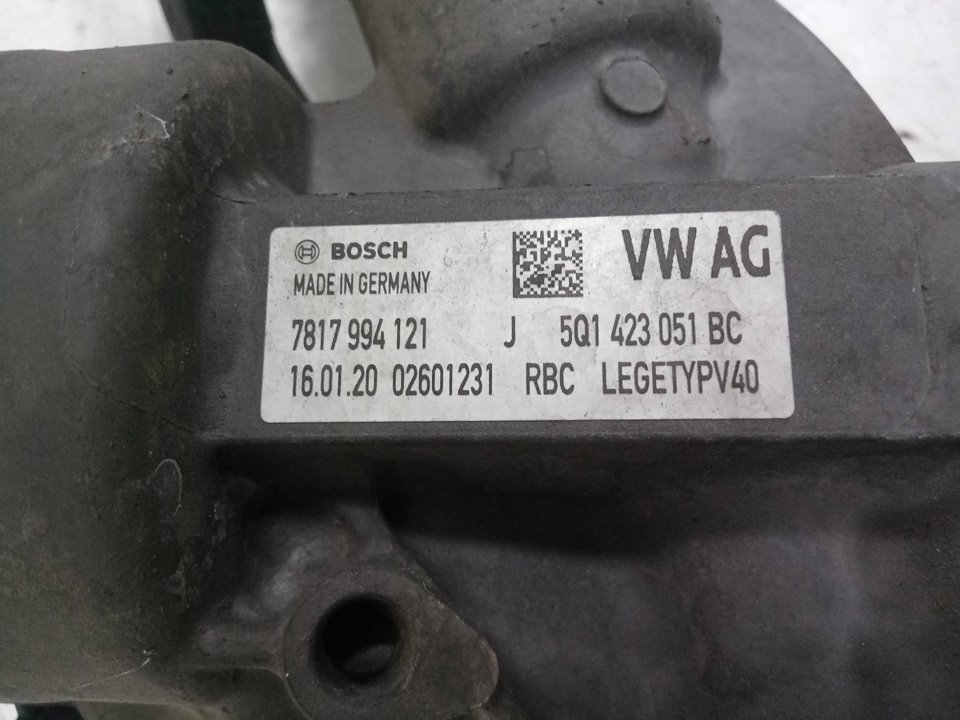 BOSCH VW AG
MADE IN GERMANY
7817 994 121 J 5Q1 423 051 BC
16.01.20 02601231 RBC LEGETYPV40